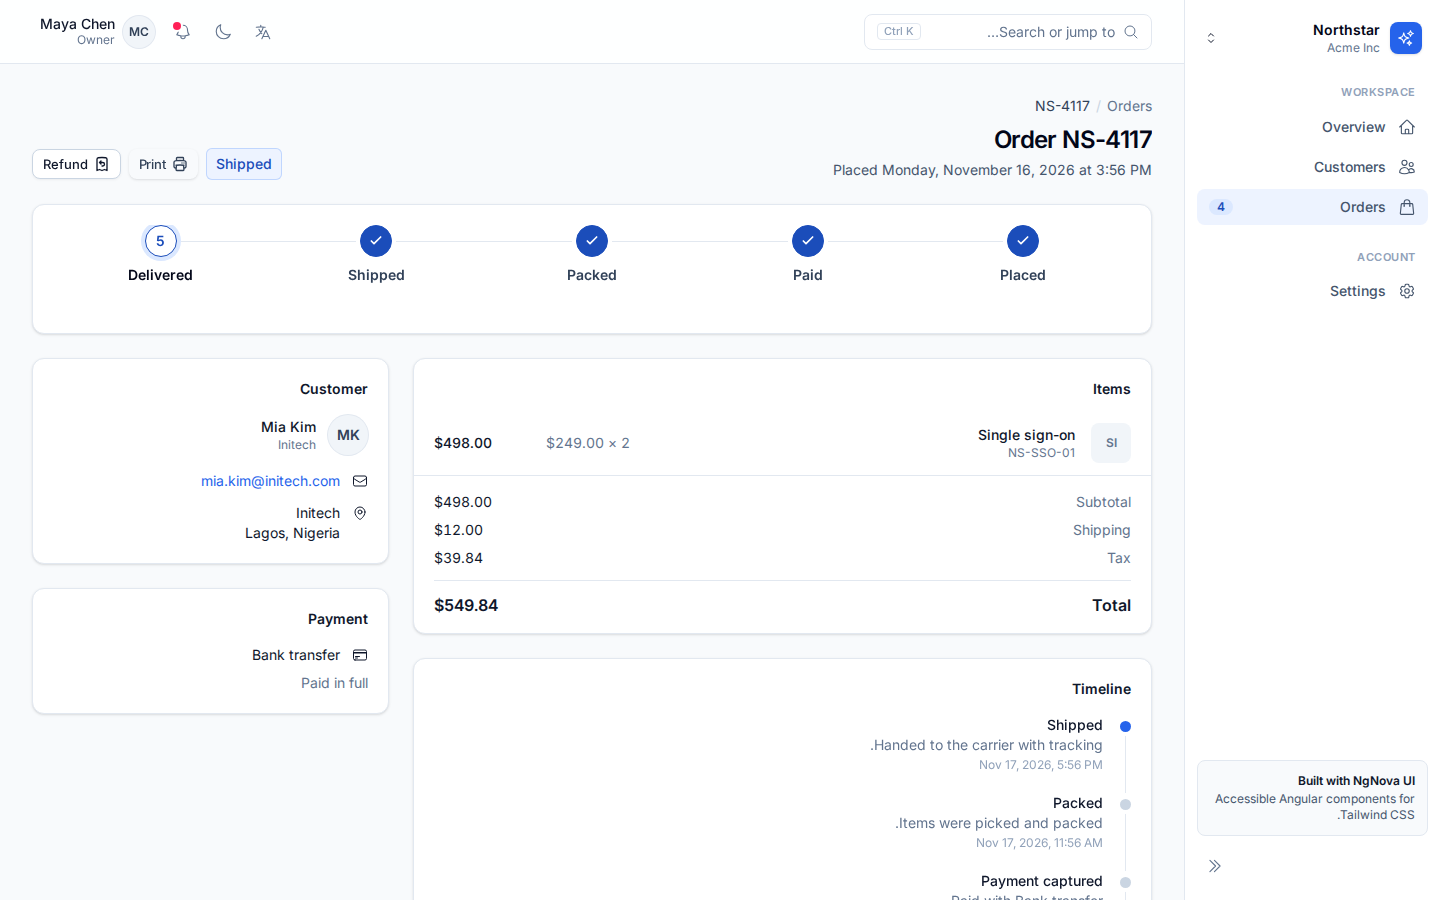 Northstar
Acme Inc
WORKSPACE
Overview
Customers
Orders
4
ACCOUNT
Settings
Built with NgNova UI
Accessible Angular components for
.Tailwind CSS
...Search or jump to
Ctrl K
MC
Maya Chen
Owner
NS-4117 / Orders
Order NS-4117
Placed Monday, November 16, 2026 at 3:56 PM
Shipped
Print
Refund
Placed
Paid
Packed
Shipped
5
Delivered
Items
SI
Single sign-on
NS-SSO-01
$249.00 × 2
$498.00
Subtotal
$498.00
Shipping
$12.00
Tax
$39.84
Total
$549.84
Timeline
Shipped
.Handed to the carrier with tracking
Nov 17, 2026, 5:56 PM
Packed
.Items were picked and packed
Nov 17, 2026, 11:56 AM
Payment captured
Paid with Bank transfer
Customer
MK
Mia Kim
Initech
mia.kim@initech.com
Initech
Lagos, Nigeria
Payment
Bank transfer
Paid in full